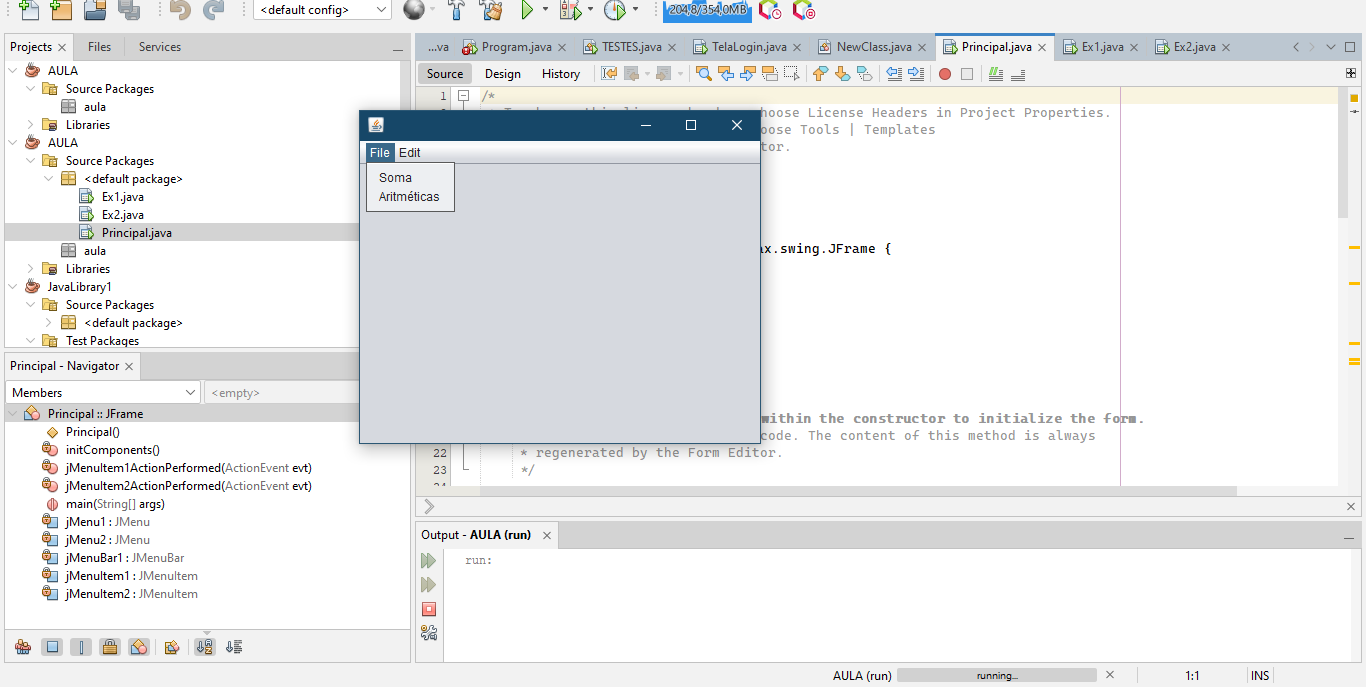 <default config>
204,8/354,0MB
Projects
Files
Services
AULA
Source Packages
aula
Libraries
AULA
Source Packages
<default package>
Ex1.java
Ex2.java
Principal.java
aula
Libraries
JavaLibrary1
Source Packages
<default package>
Test Packages
Principal - Navigator
Members
<empty>
Principal :: JFrame
Principal()
initComponents()
jMenuItem1ActionPerformed(ActionEvent evt)
jMenuItem2ActionPerformed(ActionEvent evt)
main(String[] args)
jMenu1 : JMenu
jMenu2 : JMenu
jMenuBar1 : JMenuBar
jMenuItem1 : JMenuItem
jMenuItem2 : JMenuItem
...va
Program.java
TESTES.java
TelaLogin.java
NewClass.java
Principal.java
Ex1.java
Ex2.java
Source
Design
History
1 /*
hoose License Headers in Project Properties.
oose Tools | Templates
tor.
ax.swing.JFrame {
within the constructor to initialize the form.
code. The content of this method is always
22 * regenerated by the Form Editor.
23 */
File Edit
Soma
Aritméticas
Output - AULA (run)
run:
AULA (run)
running...
1:1
INS